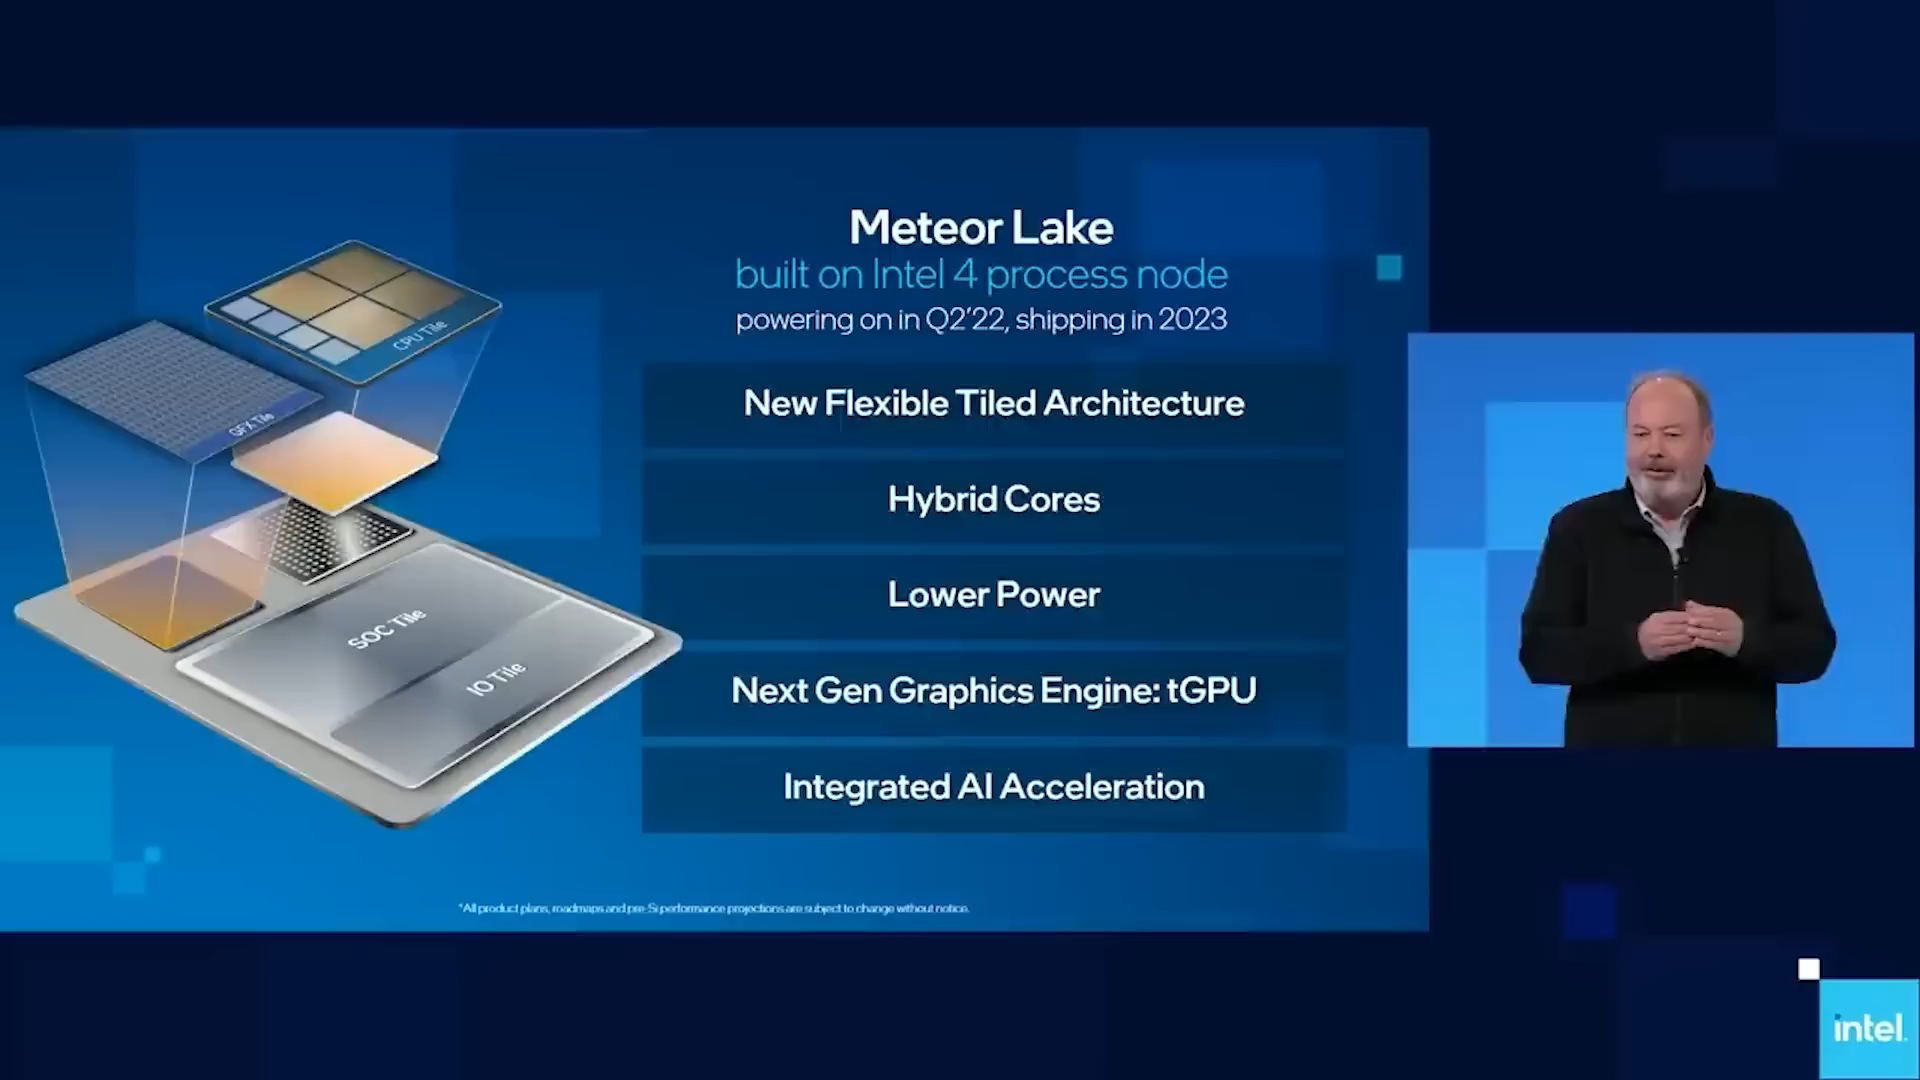 Meteor Lake
built on Intel 4 process node
powering on in Q2'22, shipping in 2023
New Flexible Tiled Architecture
Hybrid Cores
Lower Power
Next Gen Graphics Engine: tGPU
Integrated AI Acceleration
CPU Tile
GFX Tile
SOC Tile
IO Tile
*All product plans, roadmaps and pre-Si performance projections are subject to change without notice.
intel.